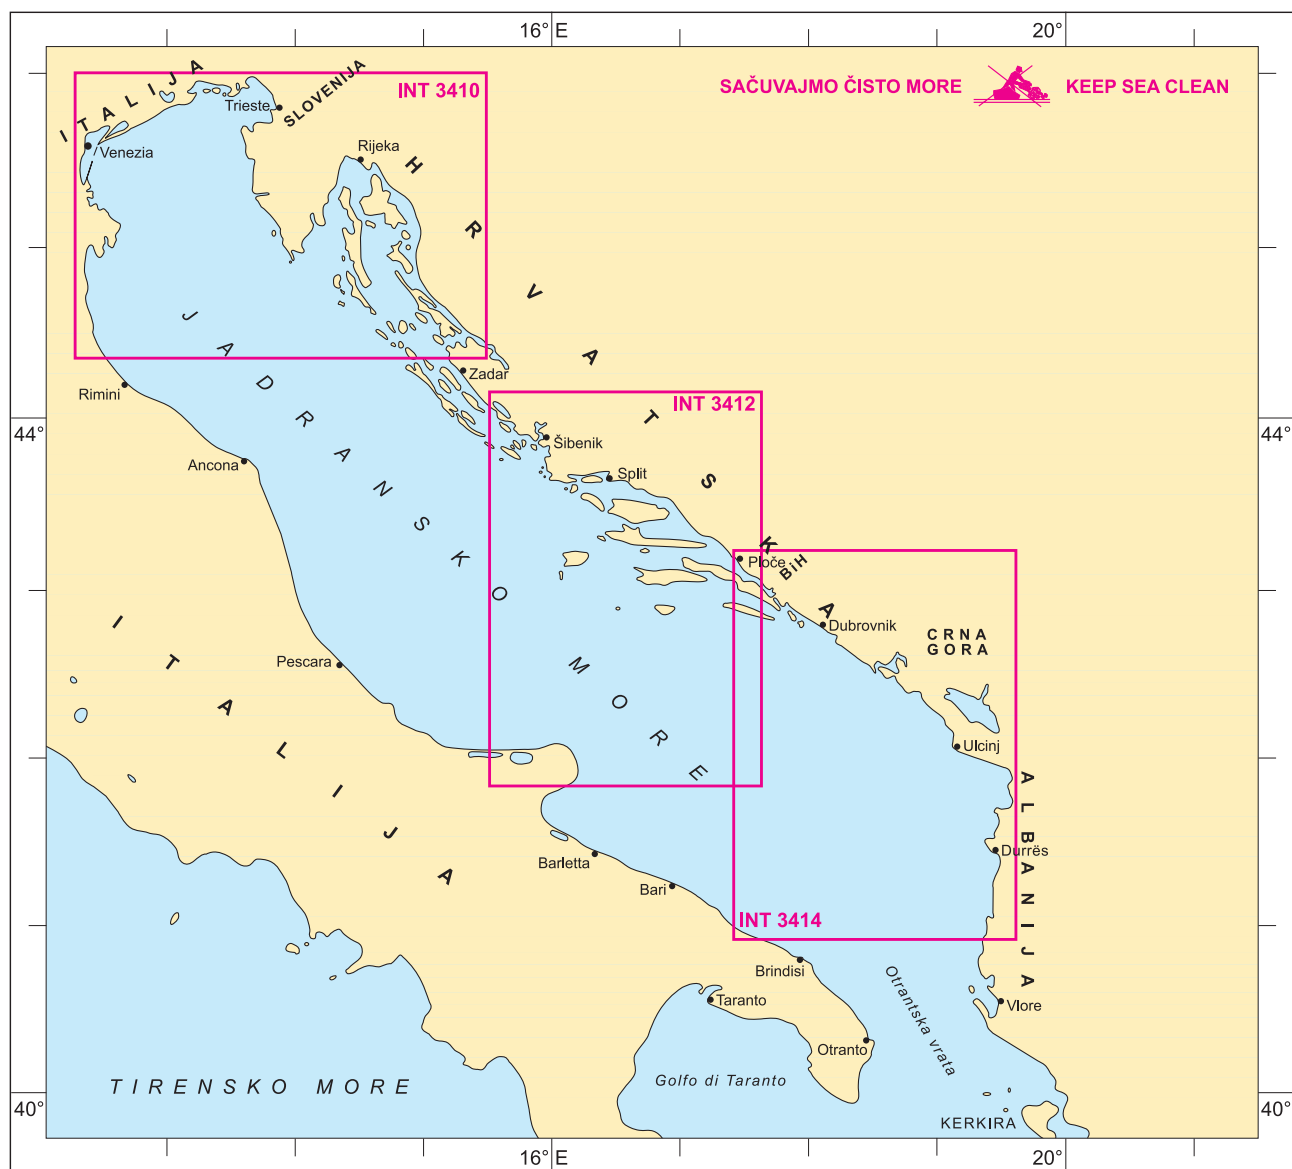 16° E
20°
SAČUVAJMO ČISTO MORE
KEEP SEA CLEAN
ITALIJA
SLOVENIJA
INT 3410
Trieste
Venezia
Rijeka
HRVATSKA
JADRANSKO MORE
Zadar
Rimini
INT 3412
44°
44°
Šibenik
Ancona
Split
Ploče
BiH
Dubrovnik
CRNA
GORA
ITALIJA
Pescara
Ulcinj
ALBANIJA
Barletta
Durrës
Bari
INT 3414
Brindisi
Otrantska vrata
Taranto
Vlore
Otranto
Golfo di Taranto
TIRENSKO MORE
40°
40°
KERKIRA
16° E
20°